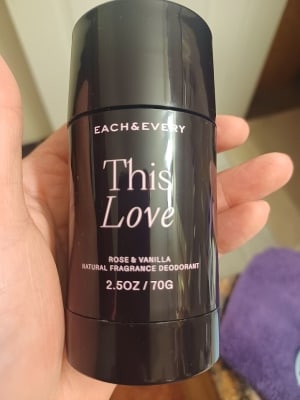 EACH&EVERY
This
Love
ROSE & VANILLA
NATURAL FRAGRANCE DEODORANT
2.5OZ / 70G